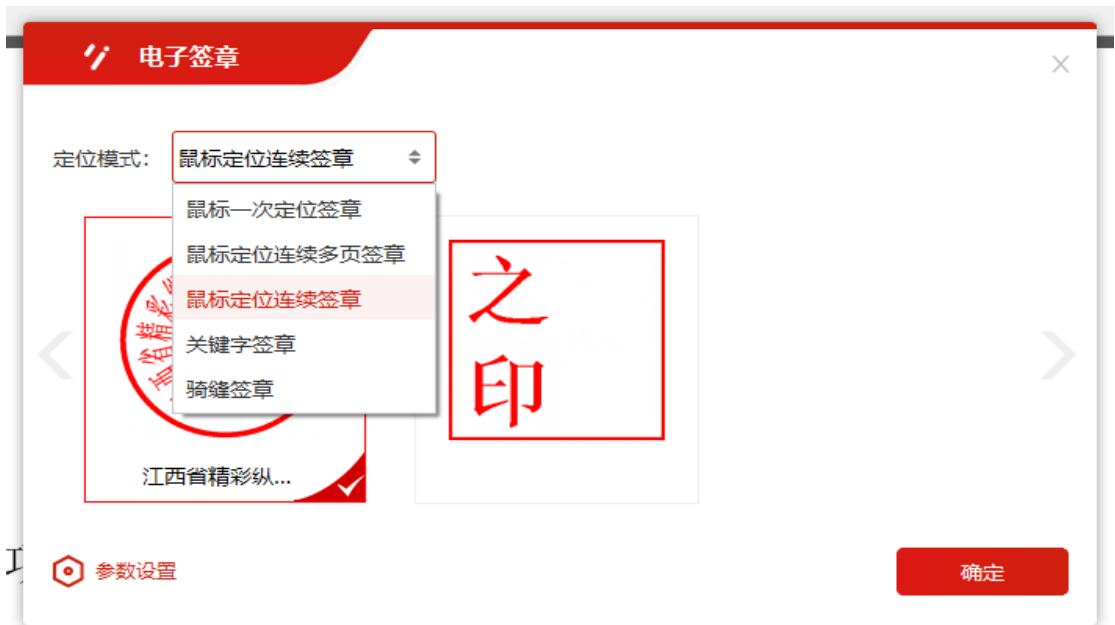 电子签章
定位模式：
鼠标定位连续签章
鼠标一次定位签章
鼠标定位连续多页签章
鼠标定位连续签章
关键字签章
骑缝签章
省精彩
之
印
江西省精彩纵...
参数设置
确定